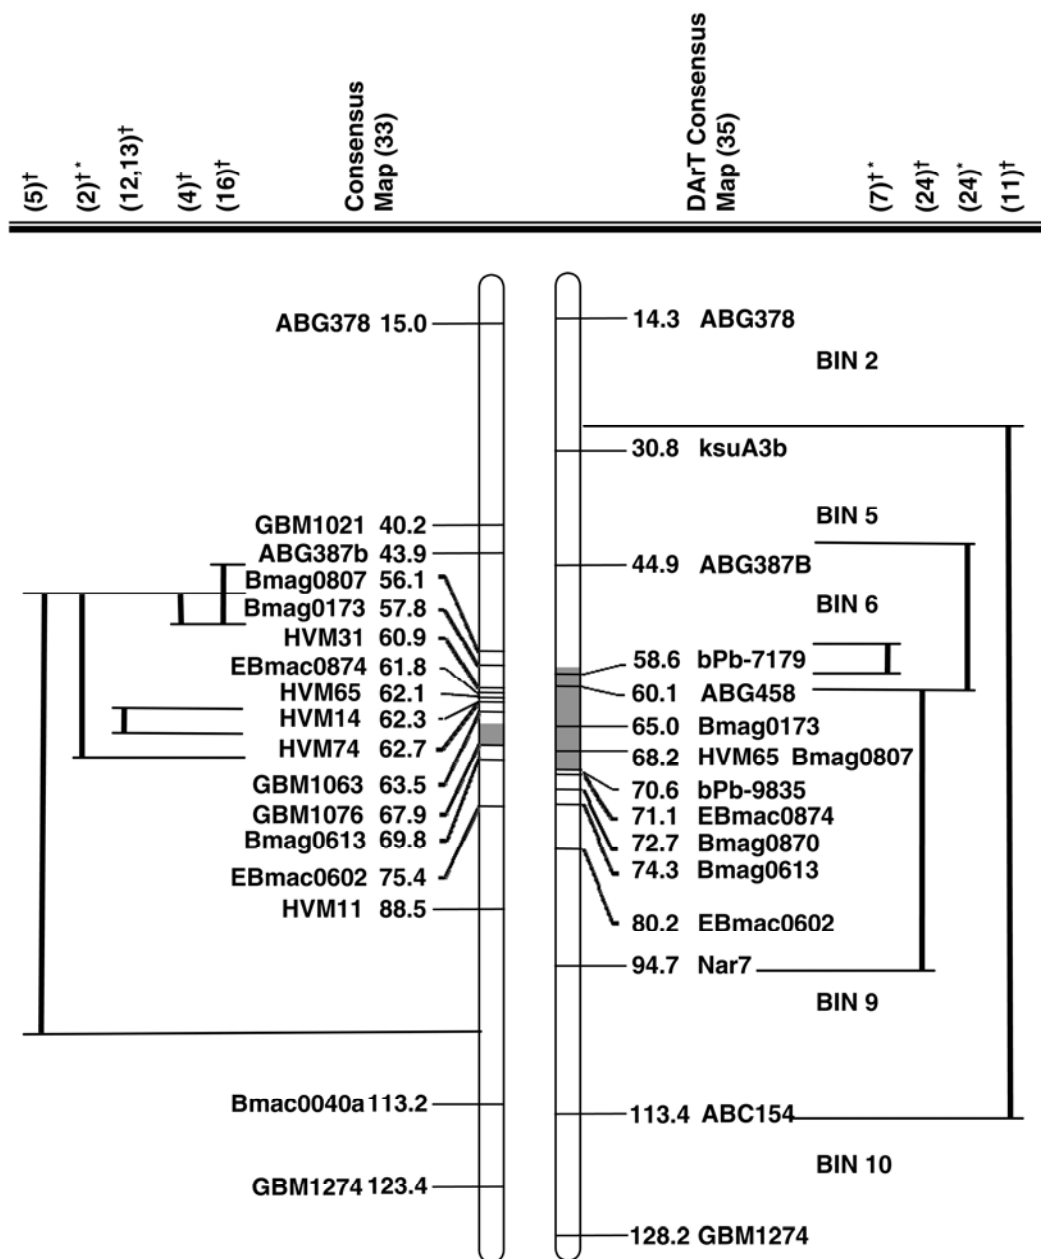 (5)†
(2)†*
(12,13)†
(4)†
(16)†
Consensus
Map (33)
DArT Consensus
Map (35)
(7)†*
(24)†
(24)*
(11)†
ABG378 15.0
GBM1021 40.2
ABG387b 43.9
Bmag0807 56.1
Bmag0173 57.8
HVM31 60.9
EBmac0874 61.8
HVM65 62.1
HVM14 62.3
HVM74 62.7
GBM1063 63.5
GBM1076 67.9
Bmag0613 69.8
EBmac0602 75.4
HVM11 88.5
Bmac0040a 113.2
GBM1274 123.4
14.3 ABG378
BIN 2
30.8 ksuA3b
BIN 5
44.9 ABG387B
BIN 6
58.6 bPb-7179
60.1 ABG458
65.0 Bmag0173
68.2 HVM65 Bmag0807
70.6 bPb-9835
71.1 EBmac0874
72.7 Bmag0870
74.3 Bmag0613
80.2 EBmac0602
94.7 Nar7
BIN 9
113.4 ABC154
BIN 10
128.2 GBM1274